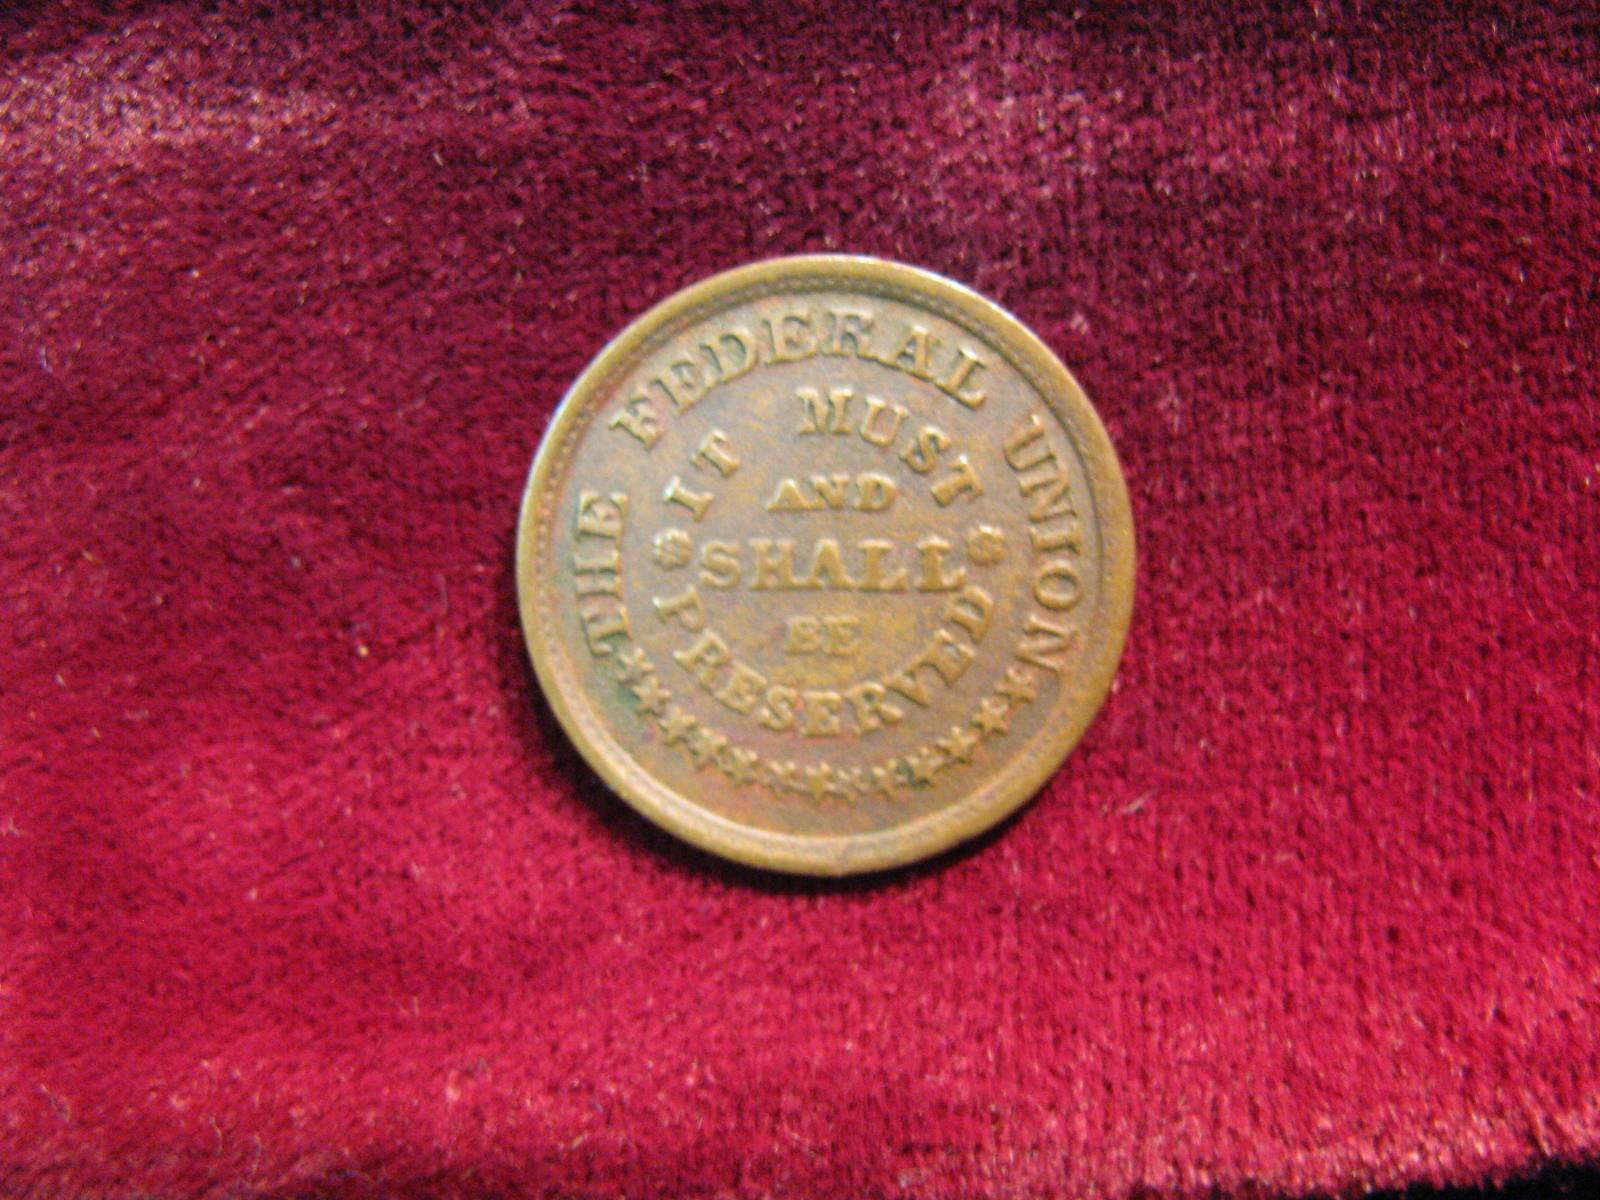 THE FEDERAL UNION
IT MUST
AND
SHALL
BE
PRESERVED